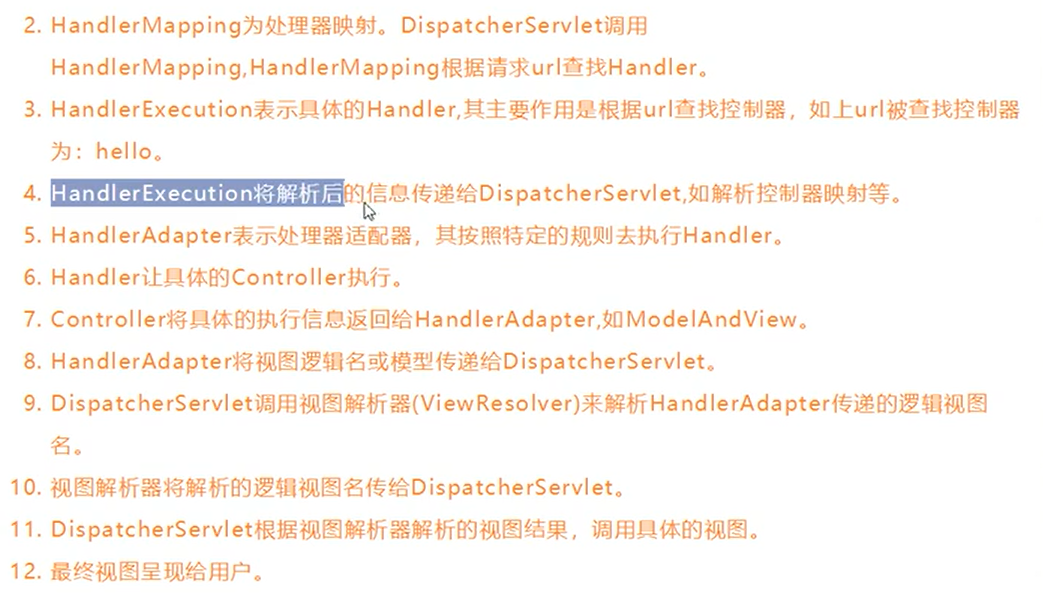 2. HandlerMapping为处理器映射。DispatcherServlet调用
HandlerMapping,HandlerMapping根据请求url查找Handler。
3. HandlerExecution表示具体的Handler,其主要作用是根据url查找控制器，如上url被查找控制器
为：hello。
4. HandlerExecution将解析后的信息传递给DispatcherServlet,如解析控制器映射等。
5. HandlerAdapter表示处理器适配器，其按照特定的规则去执行Handler。
6. Handler让具体的Controller执行。
7. Controller将具体的执行信息返回给HandlerAdapter,如ModelAndView。
8. HandlerAdapter将视图逻辑名或模型传递给DispatcherServlet。
9. DispatcherServlet调用视图解析器(ViewResolver)来解析HandlerAdapter传递的逻辑视图
名。
10. 视图解析器将解析的逻辑视图名传给DispatcherServlet。
11. DispatcherServlet根据视图解析器解析的视图结果，调用具体的视图。
12. 最终视图呈现给用户。